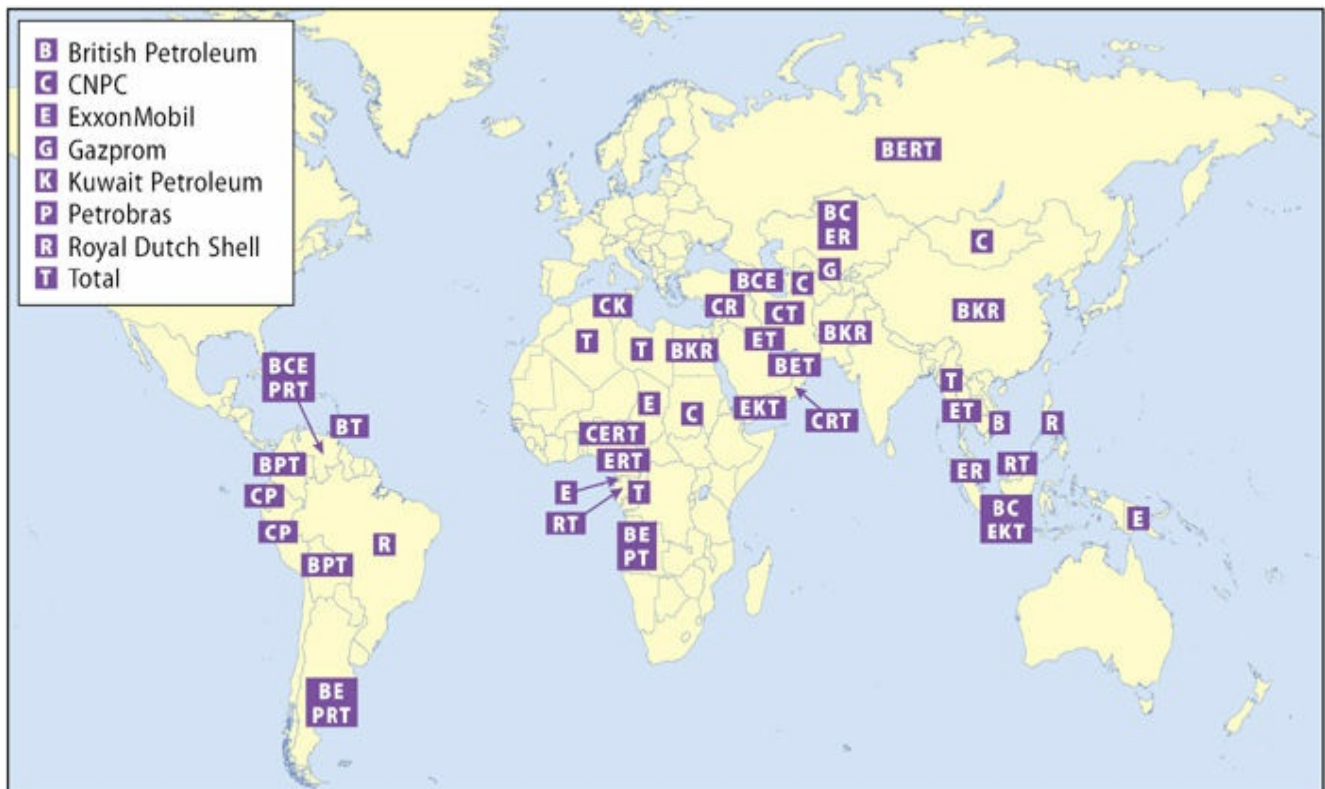 B British Petroleum
C CNPC
E ExxonMobil
G Gazprom
K Kuwait Petroleum
P Petrobras
R Royal Dutch Shell
T Total
BERT
BC
ER
C
G
BCE
C
CK
CR
CT
BKR
T
T
BKR
ET
BKR
BET
BCE
PRT
T
E
C
EKT
CRT
ET
B
R
BT
CERT
BPT
ERT
ER
RT
CP
E
T
BC
EKT
E
RT
CP
R
BE
PT
BPT
BE
PRT